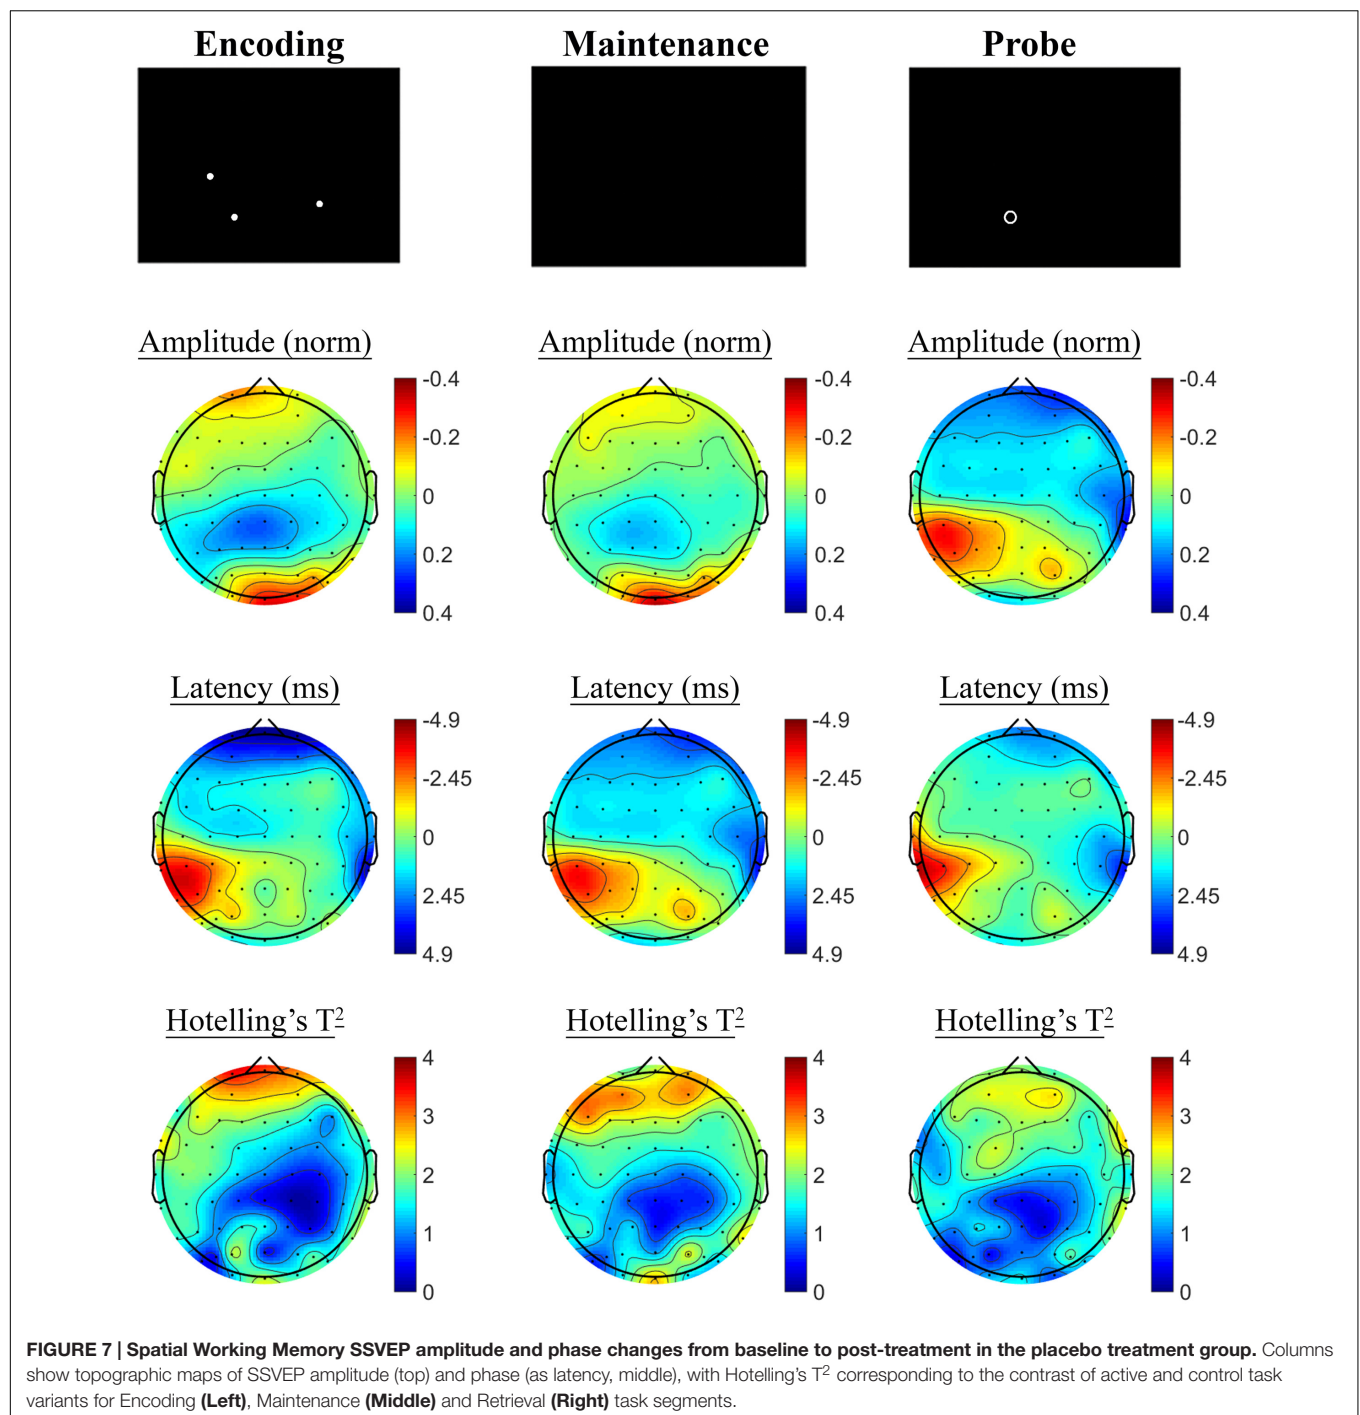 Encoding Maintenance Probe
Amplitude (norm) Amplitude (norm) Amplitude (norm)
-0.4 -0.4 -0.4
-0.2 -0.2 -0.2
0 0 0
0.2 0.2 0.2
0.4 0.4 0.4
Latency (ms) Latency (ms) Latency (ms)
-4.9 -4.9 -4.9
-2.45 -2.45 -2.45
0 0 0
2.45 2.45 2.45
4.9 4.9 4.9
Hotelling's T² Hotelling's T² Hotelling's T²
4 4 4
3 3 3
2 2 2
1 1 1
0 0 0
FIGURE 7 | Spatial Working Memory SSVEP amplitude and phase changes from baseline to post-treatment in the placebo treatment group. Columns
show topographic maps of SSVEP amplitude (top) and phase (as latency, middle), with Hotelling's T² corresponding to the contrast of active and control task
variants for Encoding (Left), Maintenance (Middle) and Retrieval (Right) task segments.